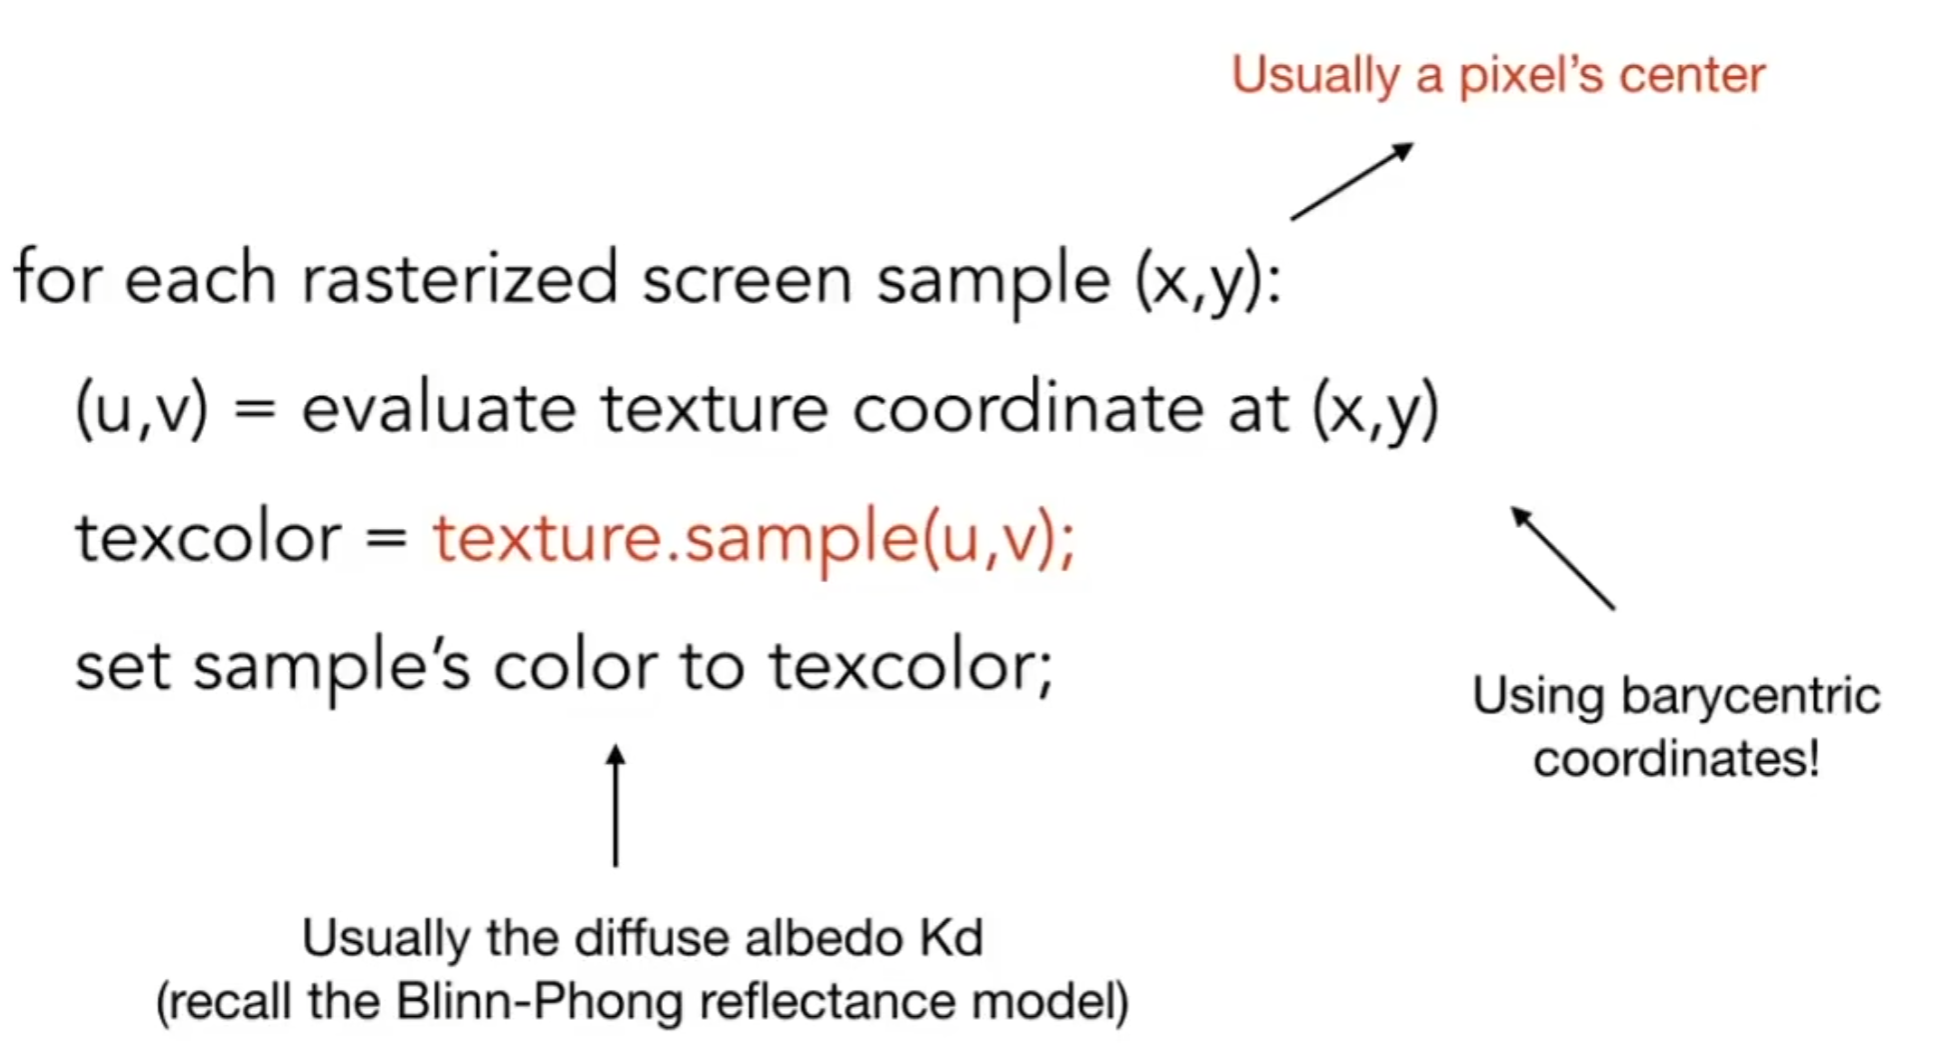 Usually a pixel’s center
for each rasterized screen sample (x,y):
(u,v) = evaluate texture coordinate at (x,y)
texcolor = texture.sample(u,v);
set sample’s color to texcolor;
Using barycentric
coordinates!
Usually the diffuse albedo Kd
(recall the Blinn-Phong reflectance model)